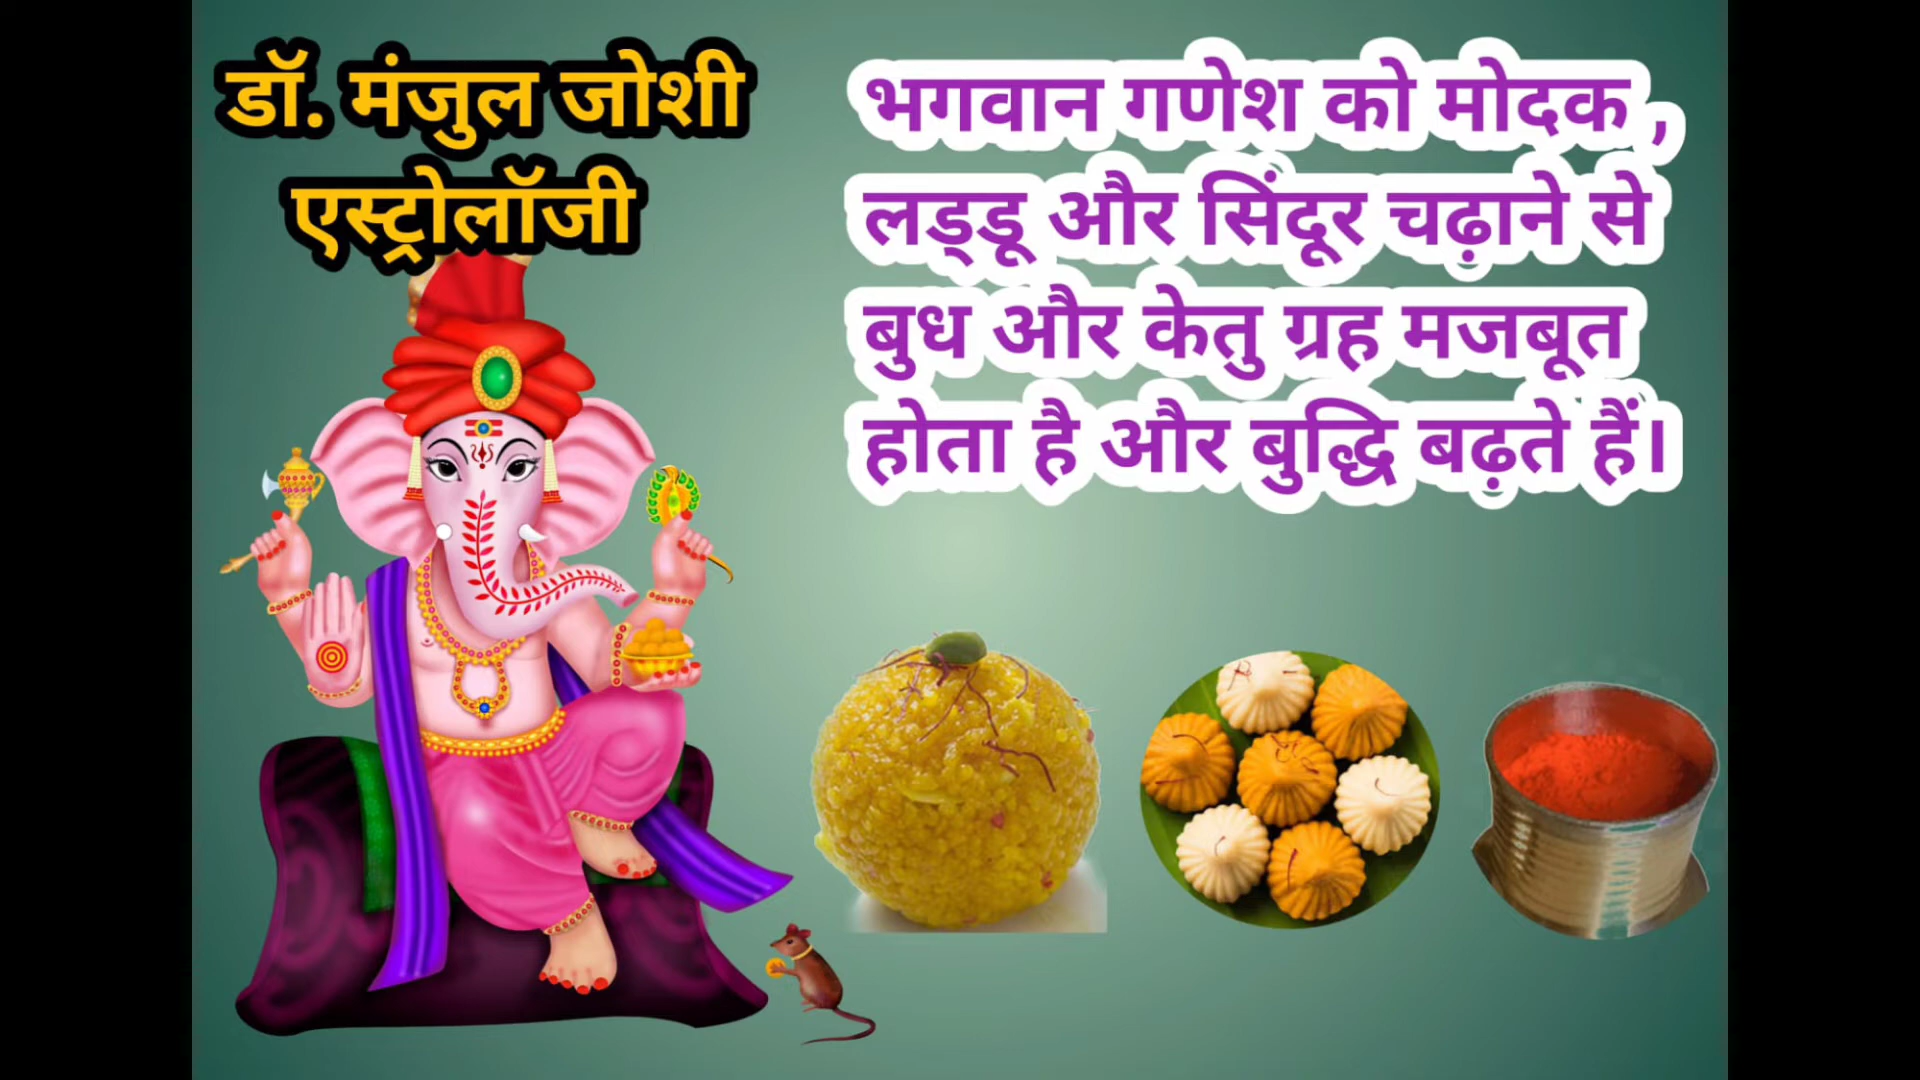 डॉ. मंजुल जोशी
एस्ट्रोलॉजी
भगवान गणेश को मोदक ,
लड्डू और सिंदूर चढ़ाने से
बुध और केतु ग्रह मजबूत
होता है और बुद्धि बढ़ते हैं।